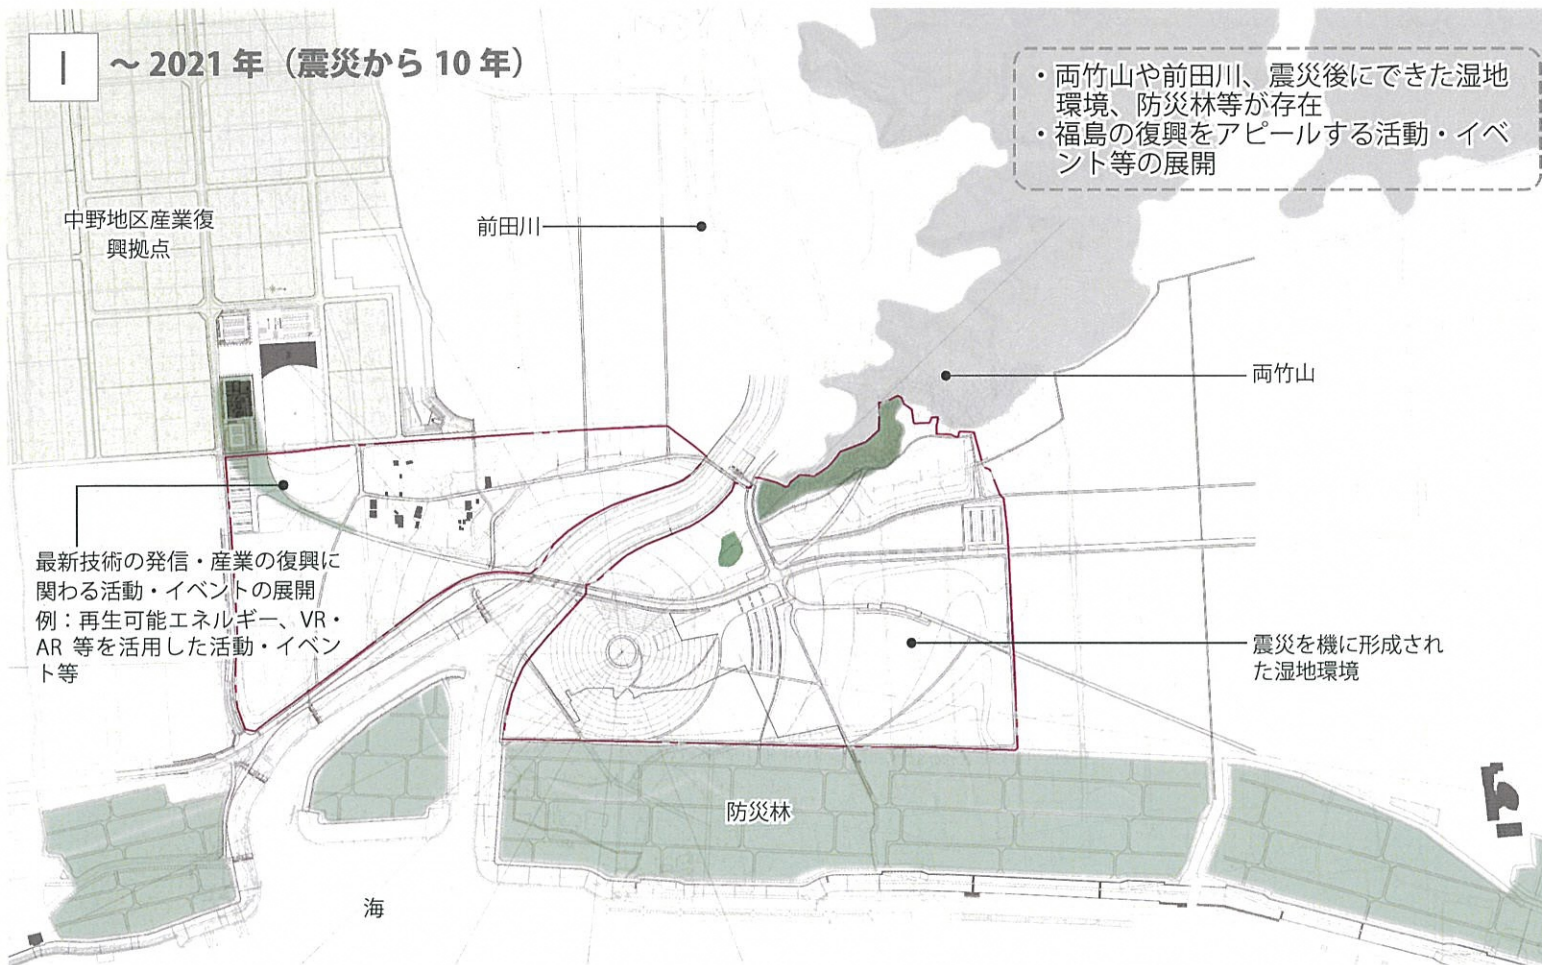 I ～ 2021 年（震災から 10 年）
・両竹山や前田川、震災後にできた湿地
環境、防災林等が存在
・福島の復興をアピールする活動・イベ
ント等の展開
中野地区産業復
興拠点
前田川
両竹山
最新技術の発信・産業の復興に
関わる活動・イベントの展開
例：再生可能エネルギー、VR・
AR 等を活用した活動・イベン
ト等
震災を機に形成され
た湿地環境
防災林
海